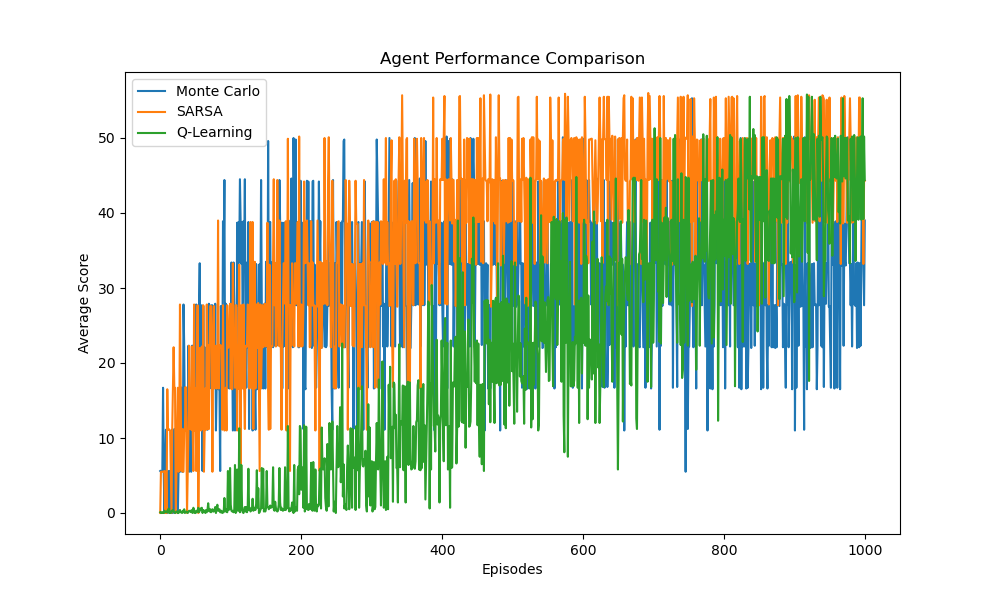 Agent Performance Comparison
Monte Carlo
SARSA
Q-Learning
Average Score
50
40
30
20
10
0
0 200 400 600 800 1000
Episodes